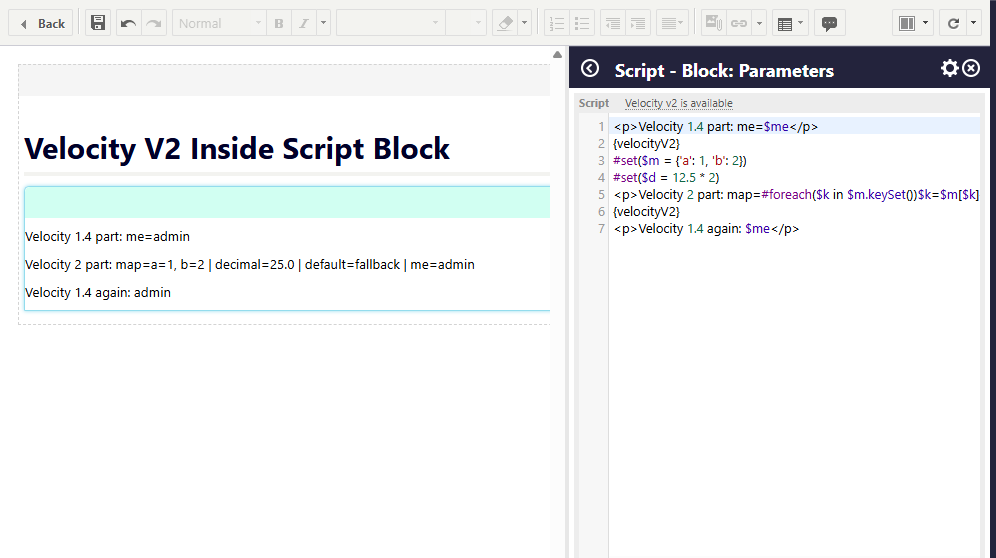 Back
Normal
B
I
Script - Block: Parameters
Script
Velocity v2 is available
Velocity V2 Inside Script Block
Velocity 1.4 part: me=admin
Velocity 2 part: map=a=1, b=2 | decimal=25.0 | default=fallback | me=admin
Velocity 1.4 again: admin
1 <p>Velocity 1.4 part: me=$me</p>
2 {velocityV2}
3 #set($m = {'a': 1, 'b': 2})
4 #set($d = 12.5 * 2)
5 <p>Velocity 2 part: map=#foreach($k in $m.keySet())$k=$m[$k]
6 {velocityV2}
7 <p>Velocity 1.4 again: $me</p>